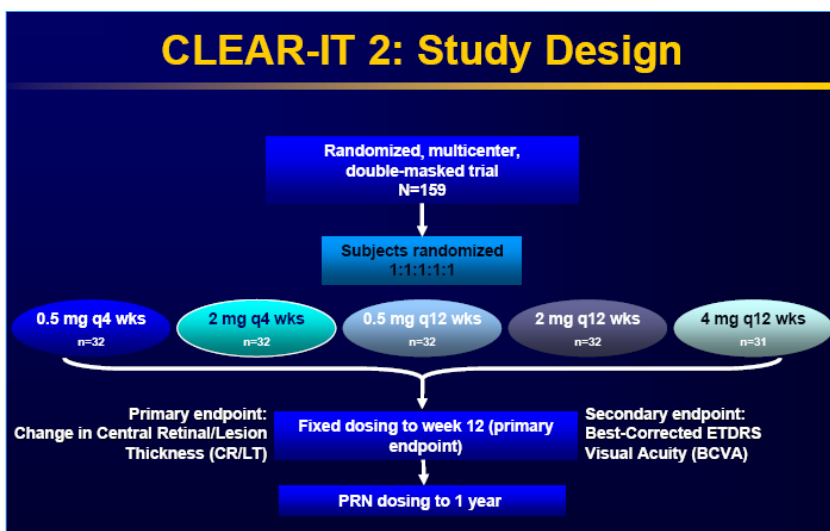 CLEAR-IT 2: Study Design
Randomized, multicenter,
double-masked trial
N=159
Subjects randomized
1:1:1:1:1
0.5 mg q4 wks
n=32
2 mg q4 wks
n=32
0.5 mg q12 wks
n=32
2 mg q12 wks
n=32
4 mg q12 wks
n=31
Primary endpoint:
Change in Central Retinal/Lesion
Thickness (CR/LT)
Fixed dosing to week 12 (primary
endpoint)
Secondary endpoint:
Best-Corrected ETDRS
Visual Acuity (BCVA)
PRN dosing to 1 year